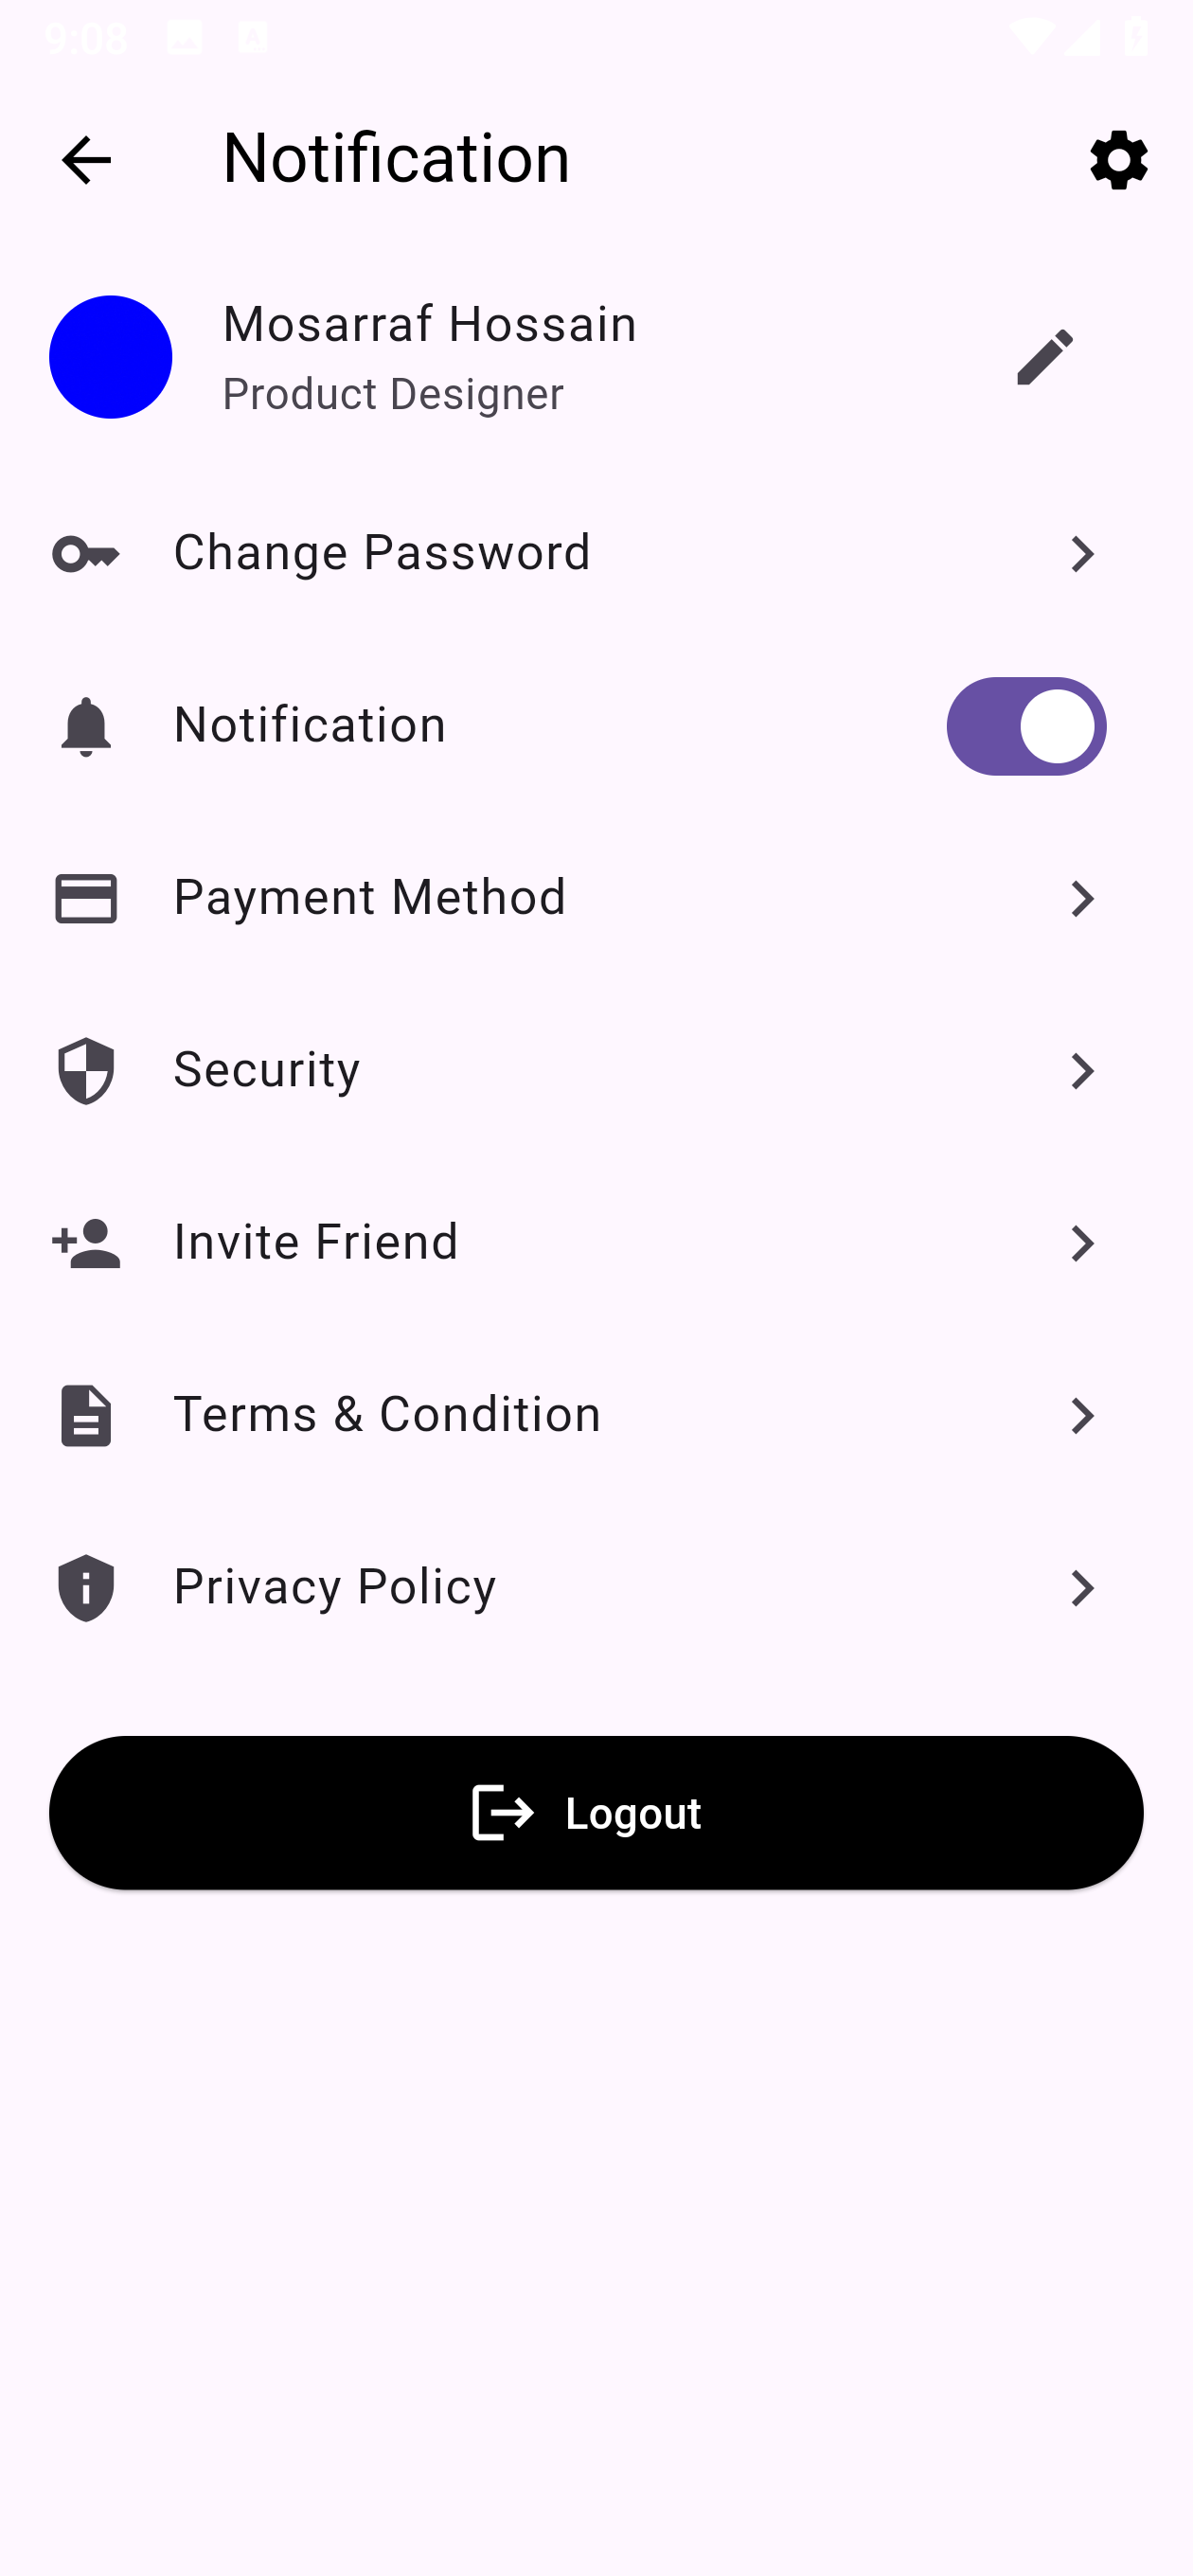 9:08
Notification
Mosarraf Hossain
Product Designer
Change Password
Notification
Payment Method
Security
Invite Friend
Terms & Condition
Privacy Policy
Logout